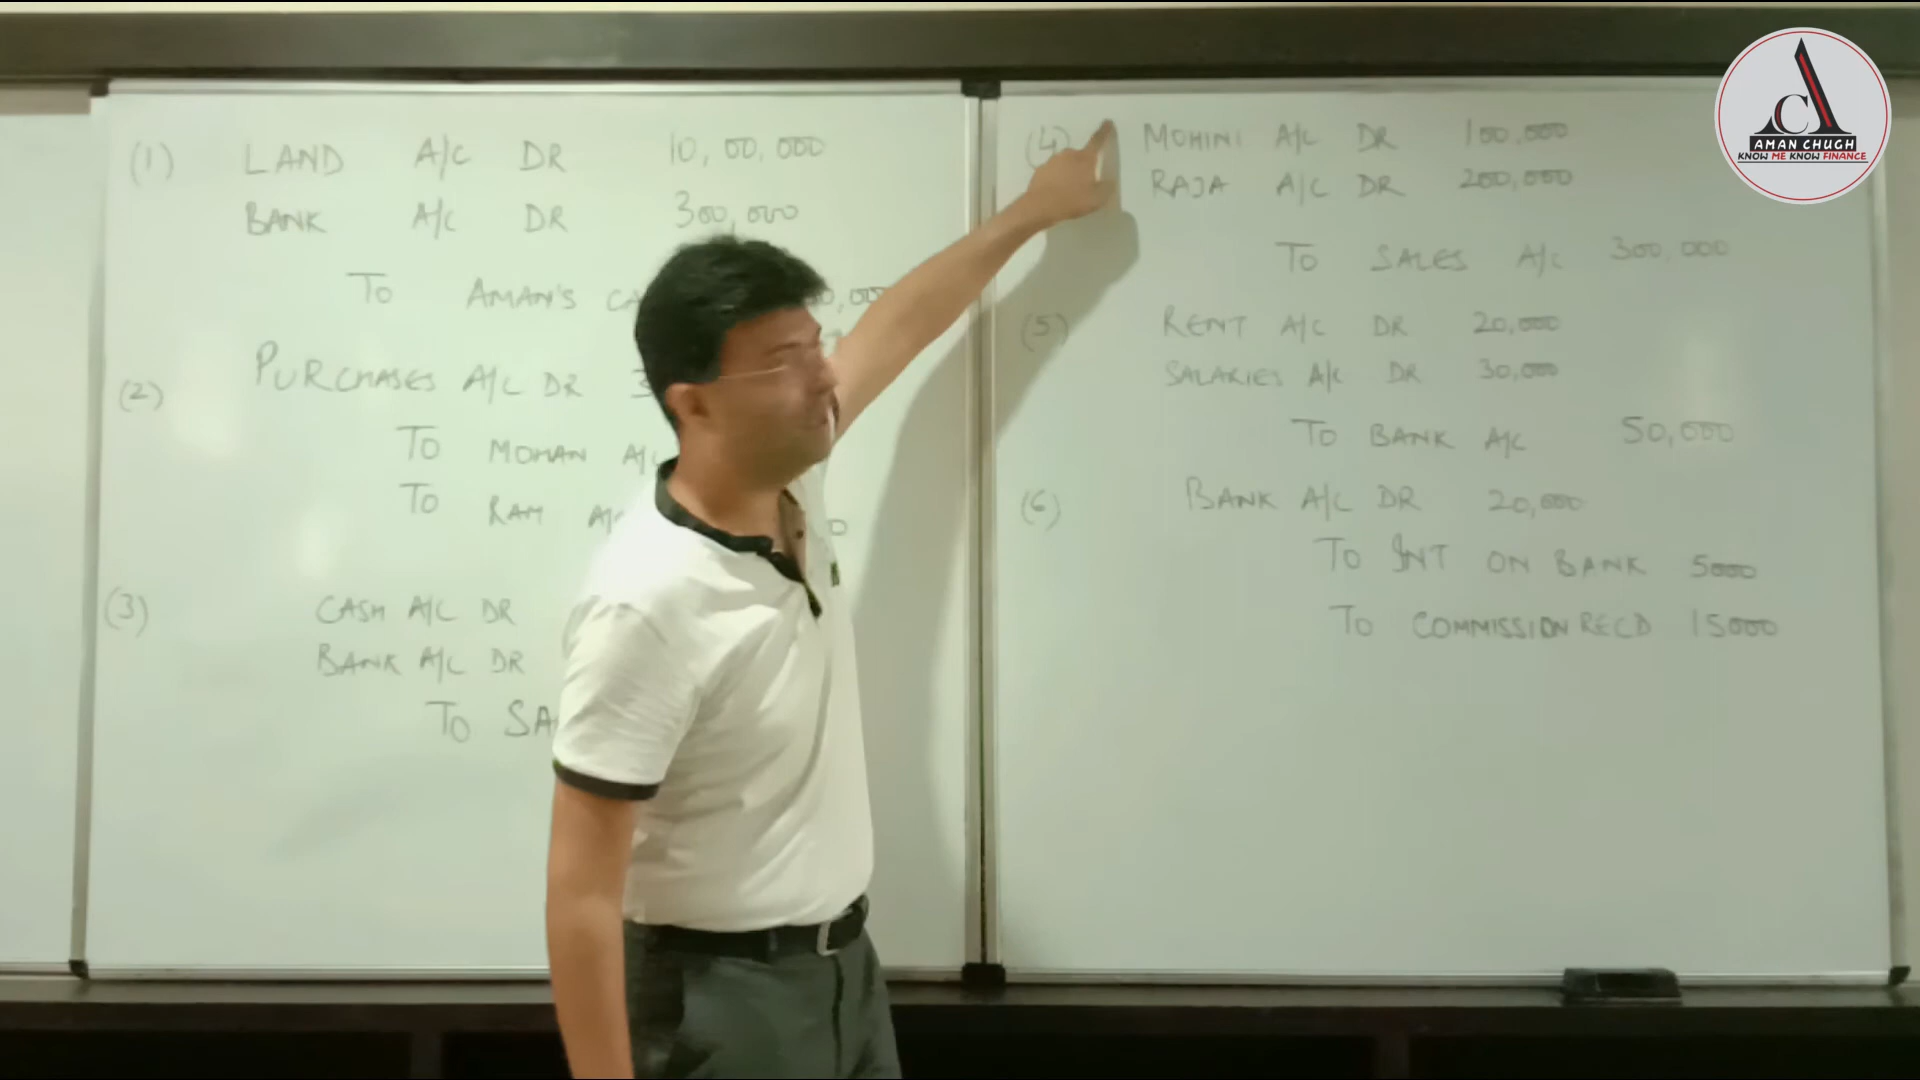 (1) LAND A/C DR 10,00,000
BANK A/C DR 300,000
TO AMAN'S
(2) PURCHASES A/C DR
TO MOHAN A/C
TO RAM A/C
(3) CASH A/C DR
BANK A/C DR
TO
(4) MOHINI A/C DR 100,000
RAJA A/C DR 200,000
TO SALES A/C 300,000
(5) RENT A/C DR 20,000
SALARIES A/C DR 30,000
TO BANK A/C 50,000
(6) BANK A/C DR 20,000
TO INT ON BANK 5000
TO COMMISSION RECD 15000
AC
AMAN CHUGH
KNOW ME KNOW FINANCE